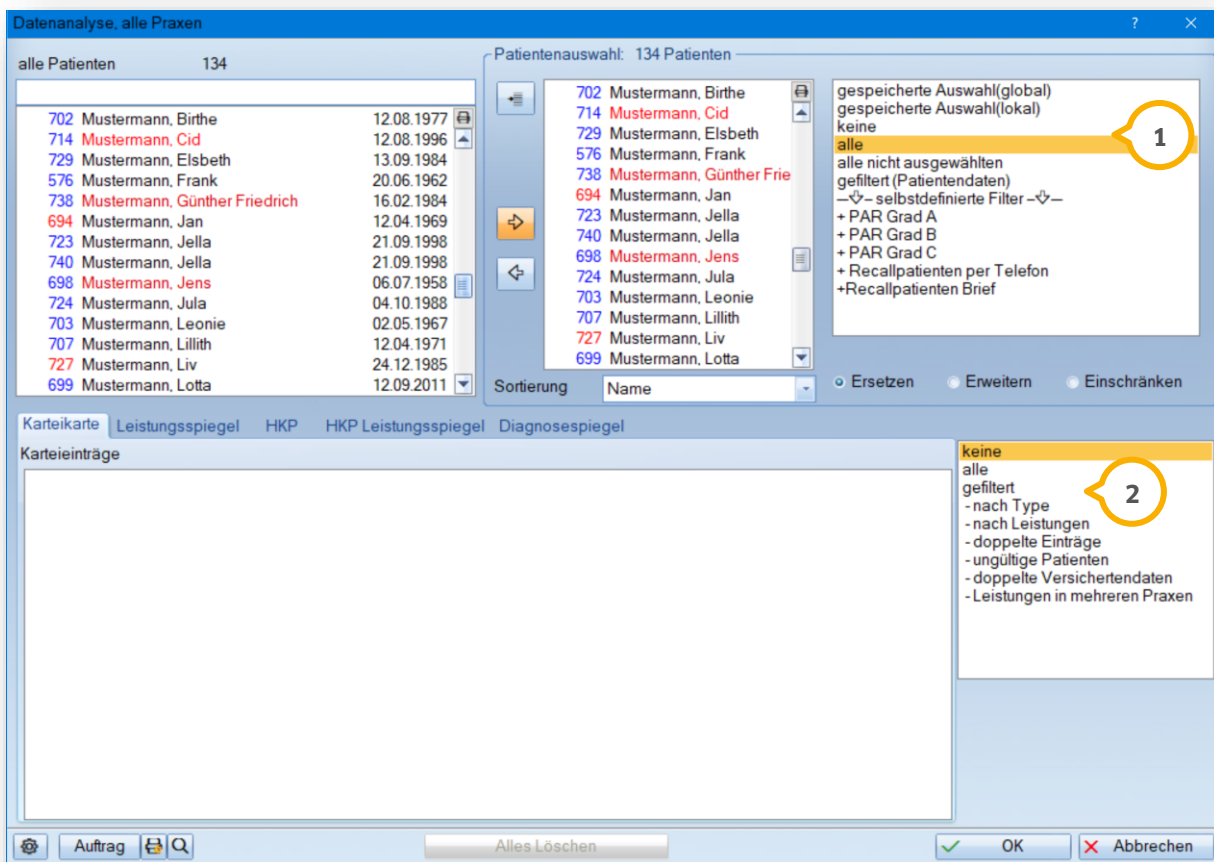 Datenanalyse, alle Praxen ?
alle Patienten 134
702 Mustermann, Birthe 12.08.1977
714 Mustermann, Cid 12.08.1996
729 Mustermann, Elsbeth 13.09.1984
576 Mustermann, Frank 20.06.1962
738 Mustermann, Günther Friedrich 16.02.1984
694 Mustermann, Jan 12.04.1969
723 Mustermann, Jella 21.09.1998
740 Mustermann, Jella 21.09.1998
698 Mustermann, Jens 06.07.1958
724 Mustermann, Jula 04.10.1988
703 Mustermann, Leonie 02.05.1967
707 Mustermann, Lillith 12.04.1971
727 Mustermann, Liv 24.12.1985
699 Mustermann, Lotta 12.09.2011
Patientenauswahl: 134 Patienten
702 Mustermann, Birthe
714 Mustermann, Cid
729 Mustermann, Elsbeth
576 Mustermann, Frank
738 Mustermann, Günther Frie
694 Mustermann, Jan
723 Mustermann, Jella
740 Mustermann, Jella
698 Mustermann, Jens
724 Mustermann, Jula
703 Mustermann, Leonie
707 Mustermann, Lillith
727 Mustermann, Liv
699 Mustermann, Lotta
Sortierung Name
gespeicherte Auswahl(global)
gespeicherte Auswahl(lokal)
keine
alle
alle nicht ausgewählten
gefiltert (Patientendaten)
– selbstdefinierte Filter –
+ PAR Grad A
+ PAR Grad B
+ PAR Grad C
+ Recallpatienten per Telefon
+Recallpatienten Brief
1
Ersetzen Erweitern Einschränken
Karteikarte Leistungsspiegel HKP HKP Leistungsspiegel Diagnosespiegel
Karteieinträge
keine
alle
gefiltert
- nach Type
- nach Leistungen
- doppelte Einträge
- ungültige Patienten
- doppelte Versichertendaten
- Leistungen in mehreren Praxen
2
Auftrag Alles Löschen OK Abbrechen